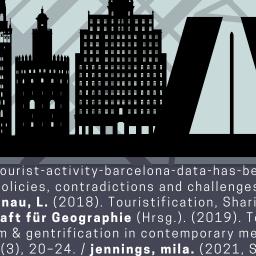 ourist-activity-barcelona-data-has-be
olicies, contradictions and challenges
nau, L. (2018). Touristification, Shari
aft für Geographie (Hrsg.). (2019). T
m & gentrification in contemporary me
(3), 20–24. / jennings, mila. (2021, S